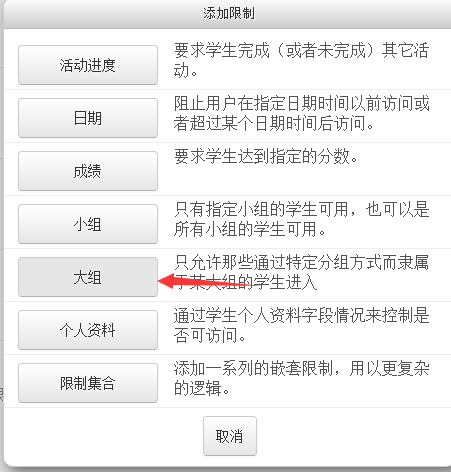 添加限制
活动进度
要求学生完成（或者未完成）其它活
动。
日期
阻止用户在指定日期时间以前访问或
者超过某个日期时间后访问。
成绩
要求学生达到指定的分数。
小组
只有指定小组的学生可用，也可以是
所有小组的学生可用。
大组
只允许那些通过特定分组方式而隶属
于某大组的学生进入
个人资料
通过学生个人资料字段情况来控制是
否可访问。
限制集合
添加一系列的嵌套限制，用以更复杂
的逻辑。
取消